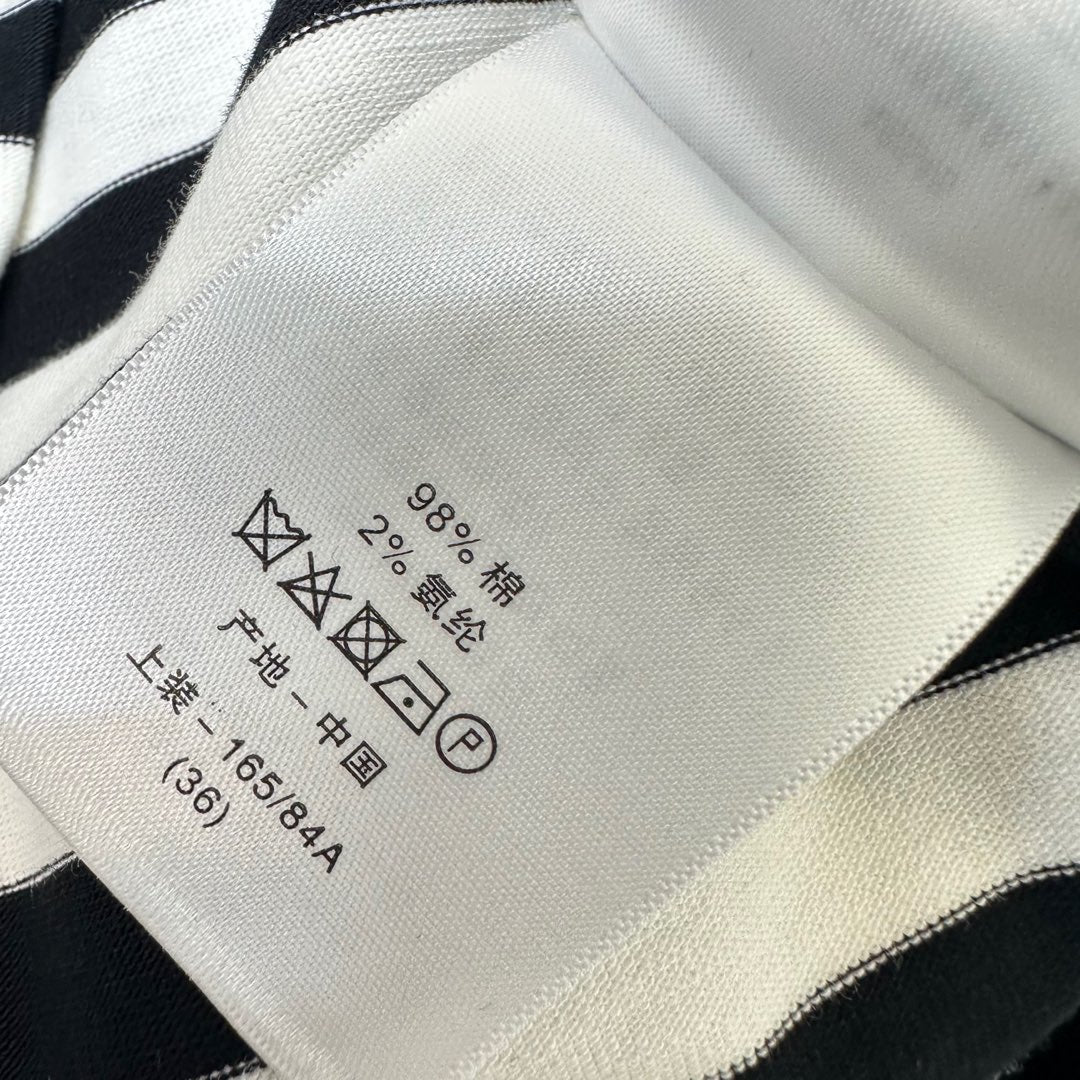 98% 棉
2% 氨纶
P
产地 - 中国
上装 - 165/84A
(36)